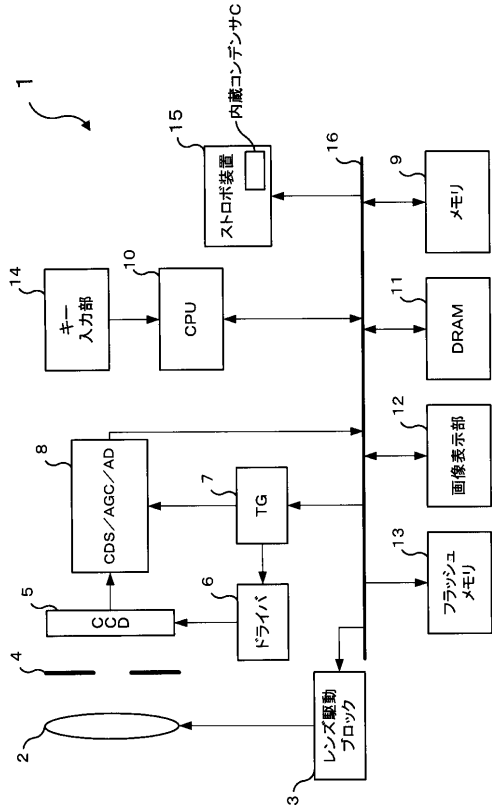 1
14
キー
入力部
10
CPU
15
ストロボ装置
内蔵コンデンサC
16
8
CDS／AGC／AD
7
TG
5
CCD
6
ドライバ
4
2
3
レンズ駆動
ブロック
13
フラッシュ
メモリ
12
画像表示部
11
DRAM
9
メモリ